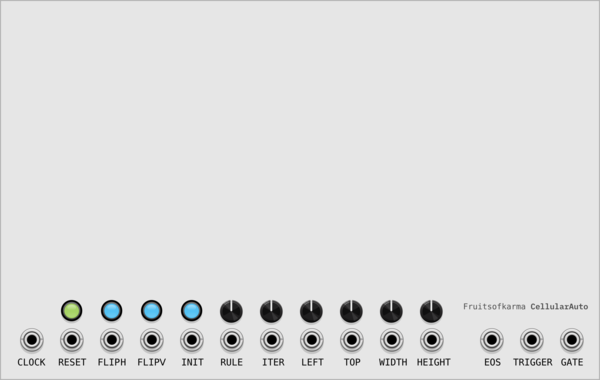 Fruitsofkarma CellularAuto
CLOCK RESET FLIPH FLIPV INIT RULE ITER LEFT TOP WIDTH HEIGHT EOS TRIGGER GATE